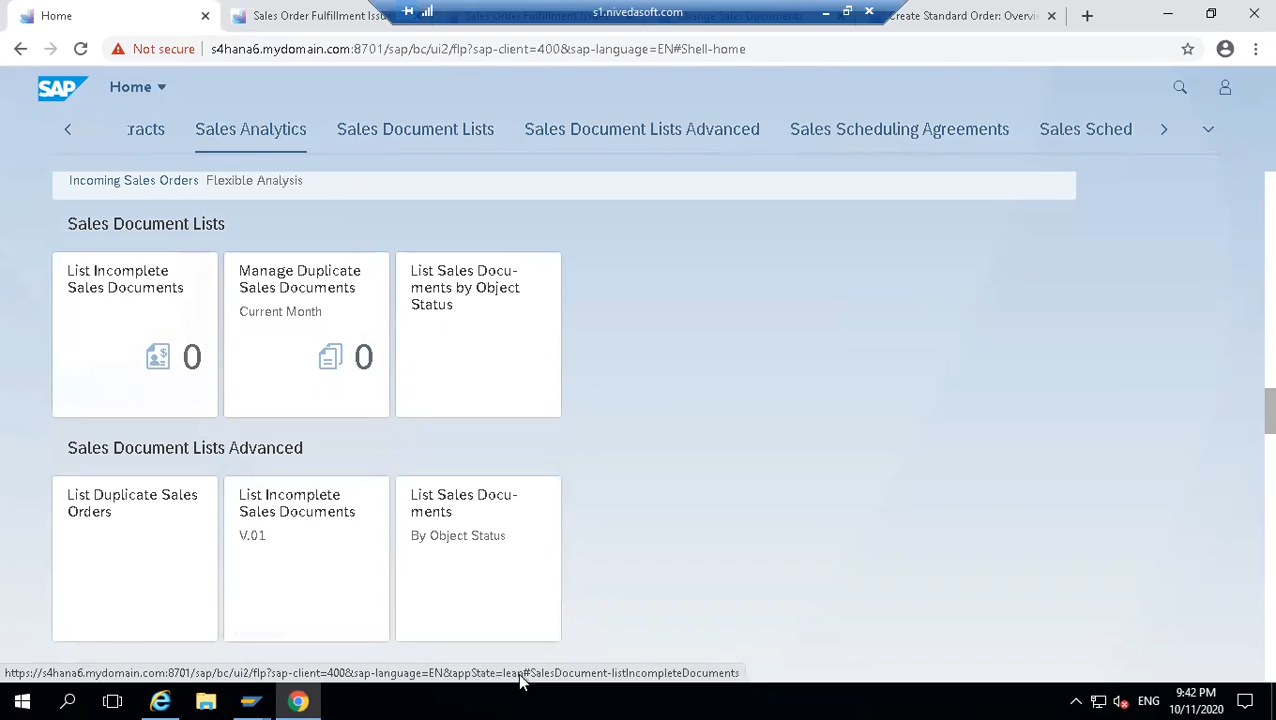 Home
Sales Order Fulfillment Issu
s1.nivedasoft.com
Create Standard Order: Overvi
Not secure
s4hana6.mydomain.com:8701/sap/bc/ui2/flp?sap-client=400&sap-language=EN#Shell-home
SAP
Home
tracts
Sales Analytics
Sales Document Lists
Sales Document Lists Advanced
Sales Scheduling Agreements
Sales Sched
Incoming Sales Orders Flexible Analysis
Sales Document Lists
List Incomplete
Sales Documents
0
Manage Duplicate
Sales Documents
Current Month
0
List Sales Docu-
ments by Object
Status
Sales Document Lists Advanced
List Duplicate Sales
Orders
List Incomplete
Sales Documents
V.01
List Sales Docu-
ments
By Object Status
https://s4hana6.mydomain.com:8701/sap/bc/ui2/flp?sap-client=400&sap-language=EN&appState=lean#SalesDocument-listIncompleteDocuments
ENG
9:42 PM
10/11/2020